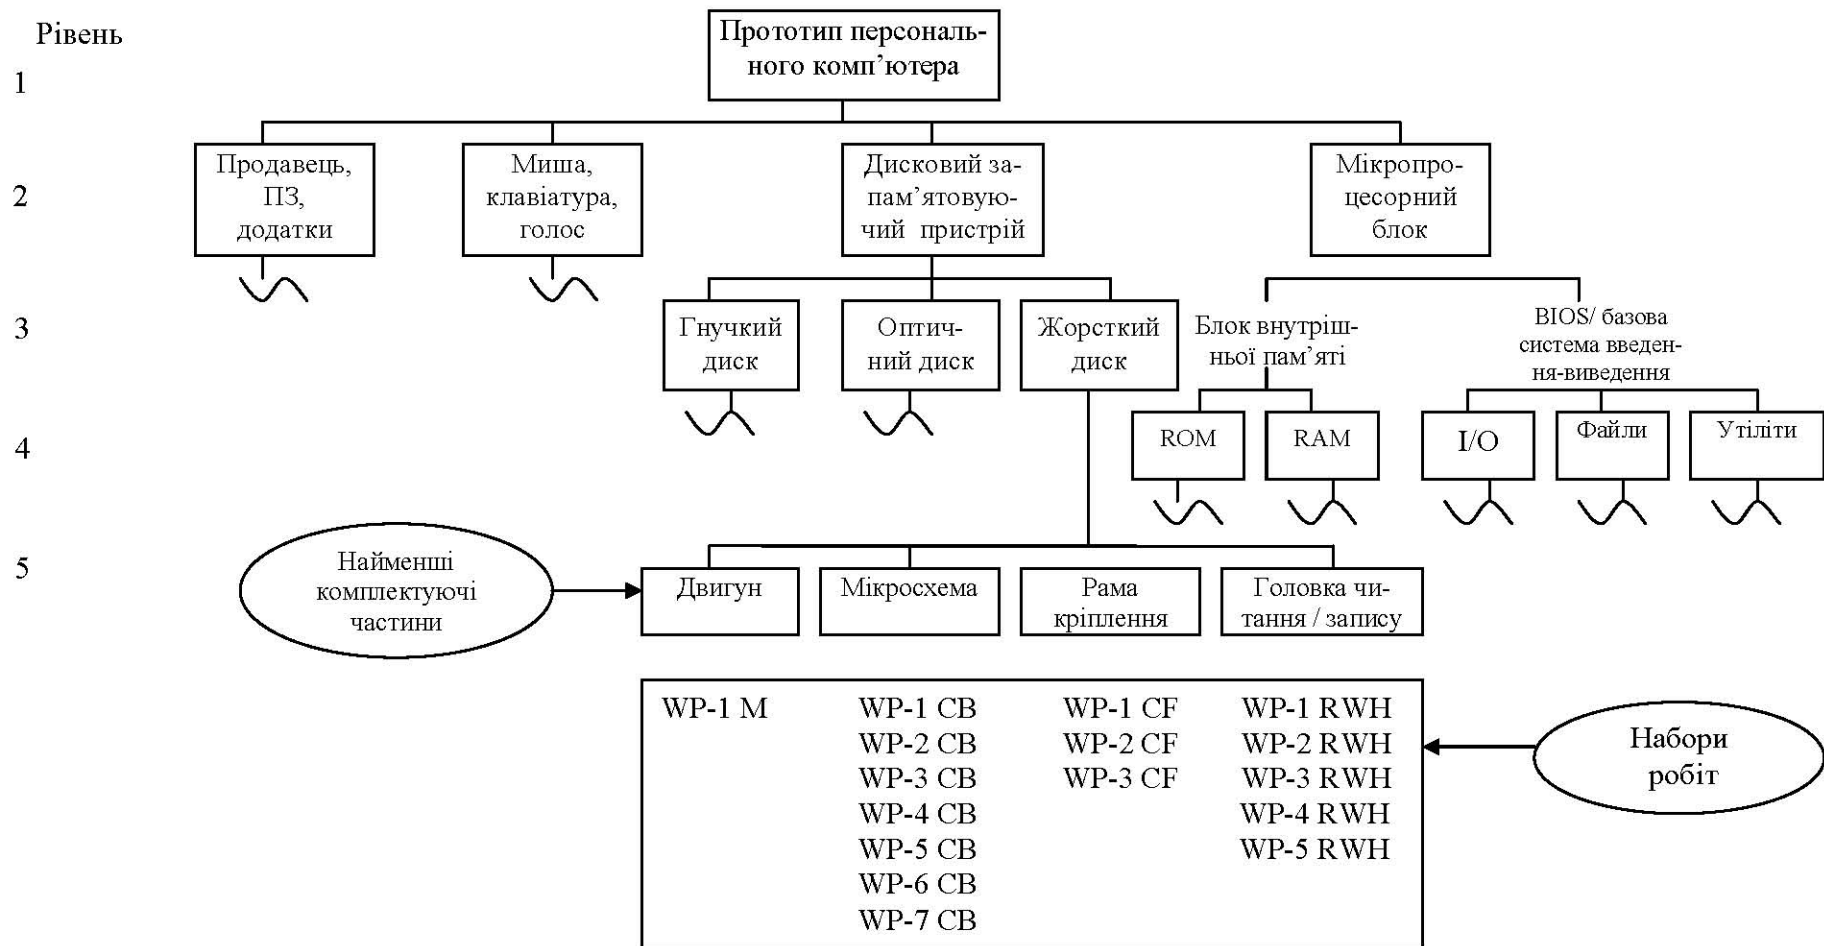 Рівень
Прототип персональ-
ного комп’ютера
1
2
Продавець,
ПЗ,
додатки
Миша,
клавіатура,
голос
Дисковий за-
пам’ятовую-
чий пристрій
Мікропро-
цесорний
блок
3
Гнучкий
диск
Оптич-
ний диск
Жорсткий
диск
Блок внутріш-
ньої пам’яті
BIOS/ базова
система введен-
ня-виведення
4
ROM
RAM
I/O
Файли
Утіліти
5
Найменші
комплектуючі
частини
Двигун
Мікросхема
Рама
кріплення
Головка чи-
тання / запису
WP-1 M
WP-1 CB
WP-2 CB
WP-3 CB
WP-4 CB
WP-5 CB
WP-6 CB
WP-7 CB
WP-1 CF
WP-2 CF
WP-3 CF
WP-1 RWH
WP-2 RWH
WP-3 RWH
WP-4 RWH
WP-5 RWH
Набори
робіт